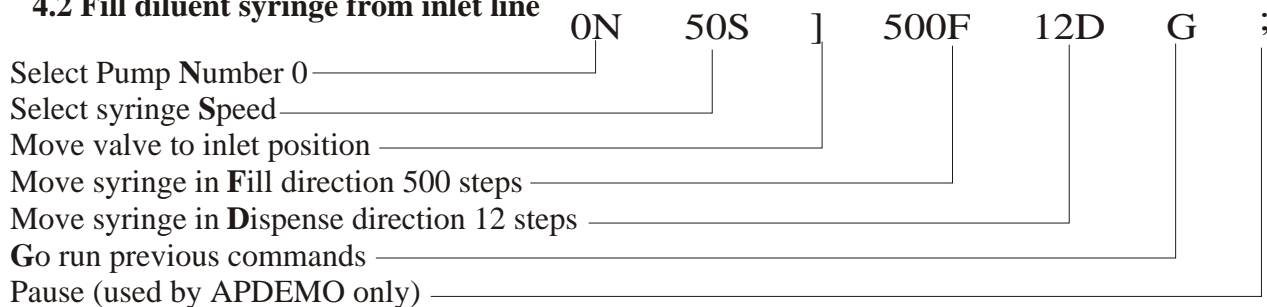 4.2 Fill diluent syringe from inlet line
0N 50S ] 500F 12D G ;
Select Pump Number 0
Select syringe Speed
Move valve to inlet position
Move syringe in Fill direction 500 steps
Move syringe in Dispense direction 12 steps
Go run previous commands
Pause (used by APDEMO only)